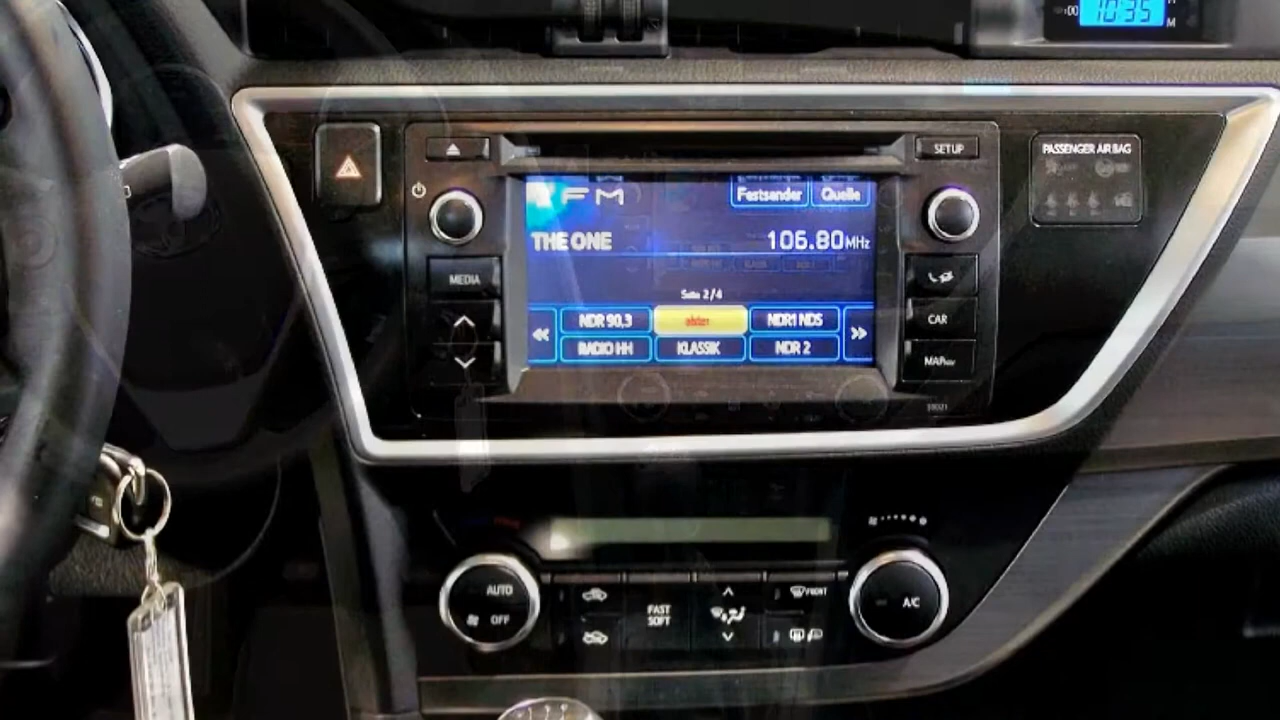 10:35
SETUP
PASSENGER AIR BAG
FM
Festsender
Quelle
THE ONE
106.80MHz
MEDIA
Seite 2/4
CAR
NDR 90,3
alster
NDR1 NDS
RADIO HH
KLASSIK
NDR 2
MAP
AUTO
OFF
FAST
SOFT
FRONT
A/C